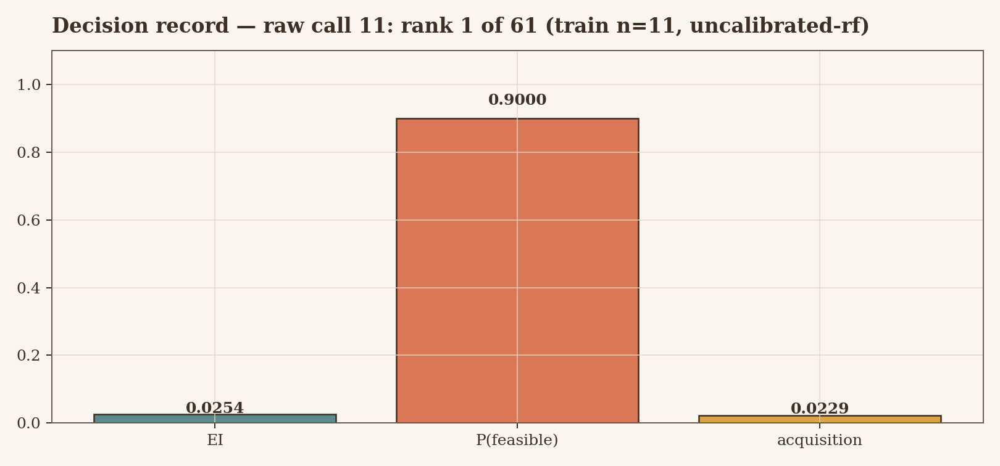 Decision record — raw call 11: rank 1 of 61 (train n=11, uncalibrated-rf)
1.0
0.8
0.6
0.4
0.2
0.0
0.0254
0.9000
0.0229
EI
P(feasible)
acquisition